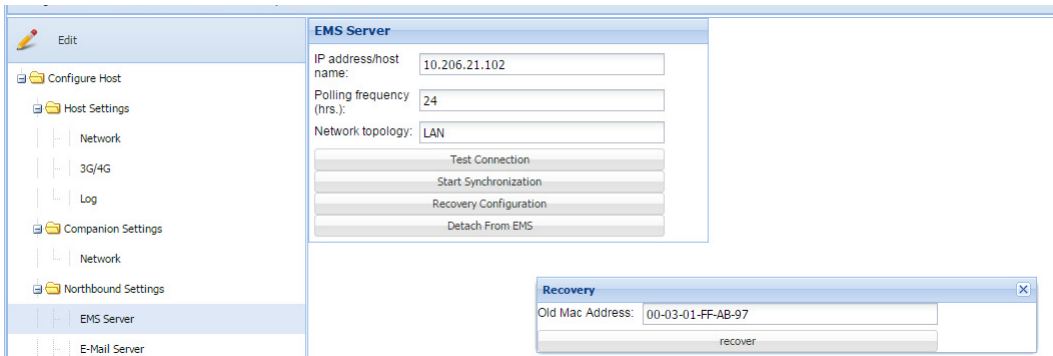 Edit
Configure Host
Host Settings
Network
3G/4G
Log
Companion Settings
Network
Northbound Settings
EMS Server
E-Mail Server
EMS Server
IP address/host name:
10.206.21.102
Polling frequency (hrs.):
24
Network topology:
LAN
Test Connection
Start Synchronization
Recovery Configuration
Detach From EMS
Recovery
Old Mac Address:
00-03-01-FF-AB-97
recover